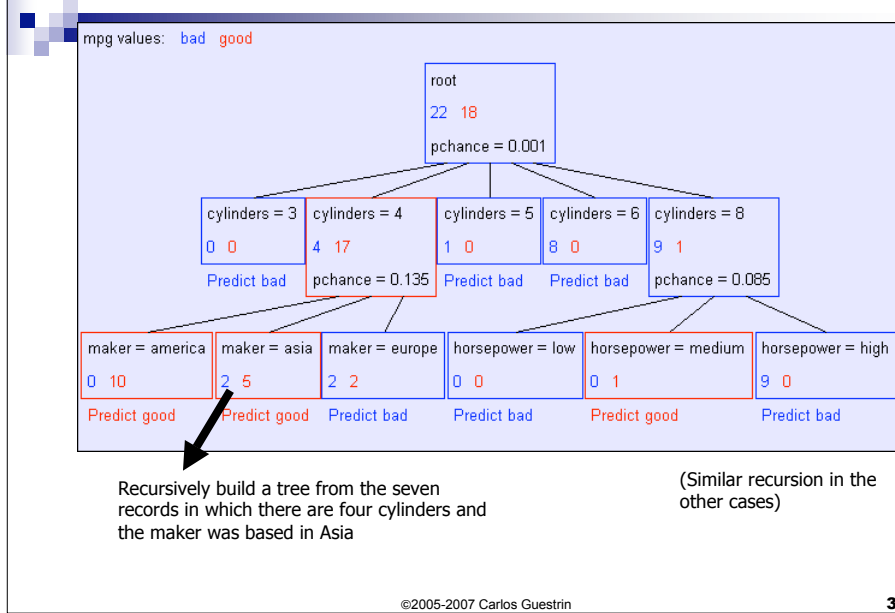 mpg values: bad good
root
22 18
pchance = 0.001
cylinders = 3 cylinders = 4 cylinders = 5 cylinders = 6 cylinders = 8
0 0 4 17 1 0 8 0 9 1
Predict bad pchance = 0.135 Predict bad Predict bad pchance = 0.085
maker = america maker = asia maker = europe horsepower = low horsepower = medium horsepower = high
0 10 2 5 2 2 0 0 0 1 9 0
Predict good Predict good Predict bad Predict bad Predict good Predict bad
Recursively build a tree from the seven
records in which there are four cylinders and
the maker was based in Asia
(Similar recursion in the
other cases)
©2005-2007 Carlos Guestrin 3